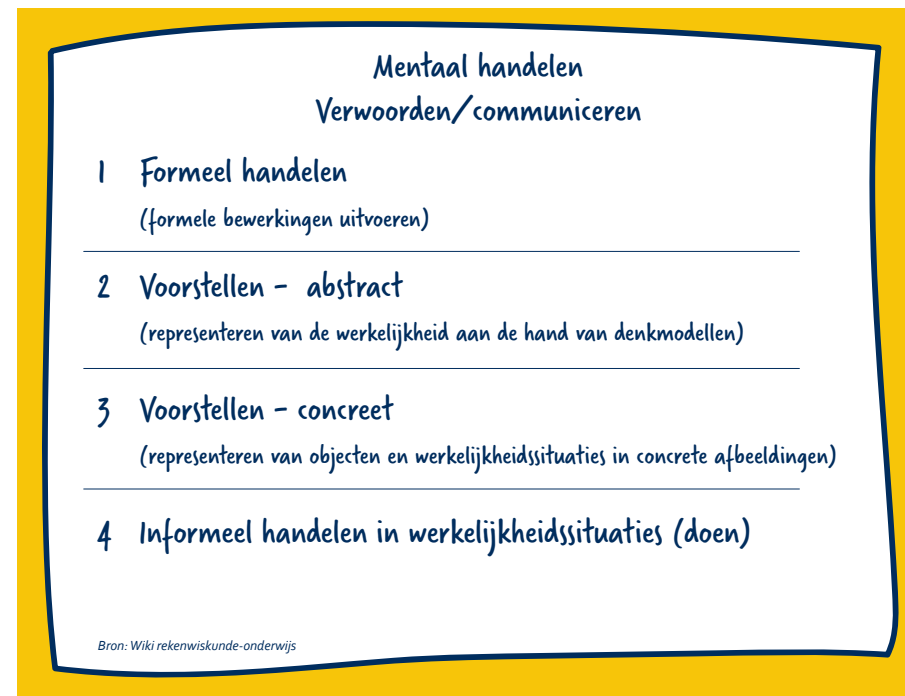 Mentaal handelen
Verwoorden/communiceren
1 Formeel handelen
(formele bewerkingen uitvoeren)
2 Voorstellen - abstract
(representeren van de werkelijkheid aan de hand van denkmodellen)
3 Voorstellen - concreet
(representeren van objecten en werkelijkheidssituaties in concrete afbeeldingen)
4 Informeel handelen in werkelijkheidssituaties (doen)
Bron: Wiki rekenwiskunde-onderwijs